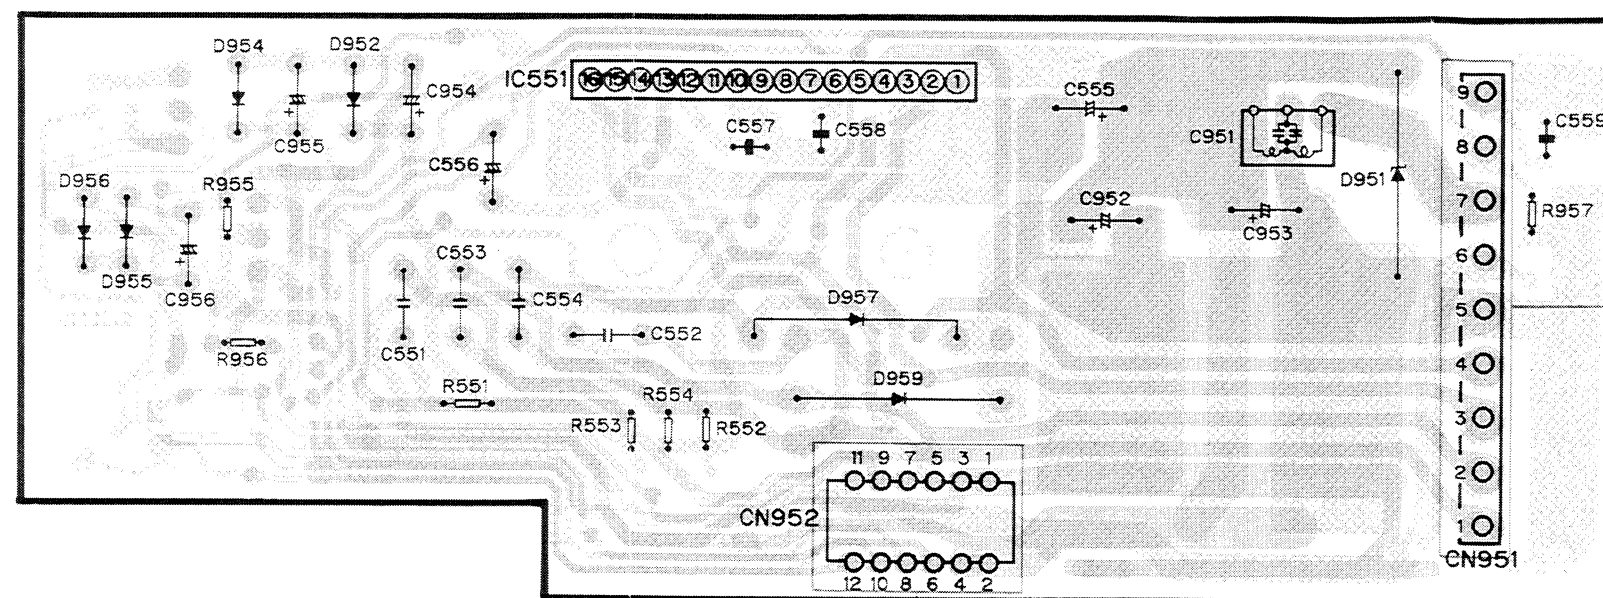 D954
D952
C954
C955
IC551
16 15 14 13 12 11 10 9 8 7 6 5 4 3 2 1
C555
C557
C558
C951
C559
C556
D956
R955
C952
D951
C953
R957
D955
C956
C553
C554
D957
C551
C552
R956
D959
R551
R554
R553
R552
11 9 7 5 3 1
CN952
12 10 8 6 4 2
9
8
7
6
5
4
3
2
1
CN951
+
+
+
+
+
+
+